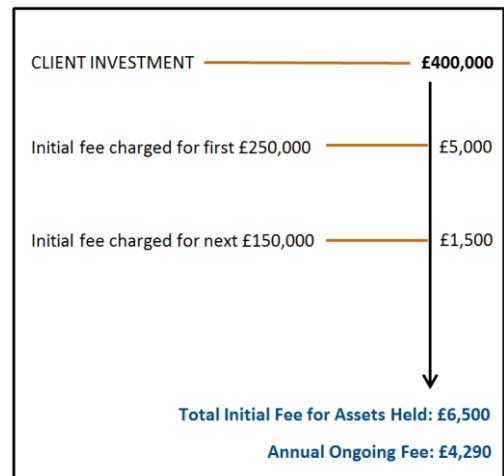 CLIENT INVESTMENT £400,000
Initial fee charged for first £250,000 £5,000
Initial fee charged for next £150,000 £1,500
Total Initial Fee for Assets Held: £6,500
Annual Ongoing Fee: £4,290